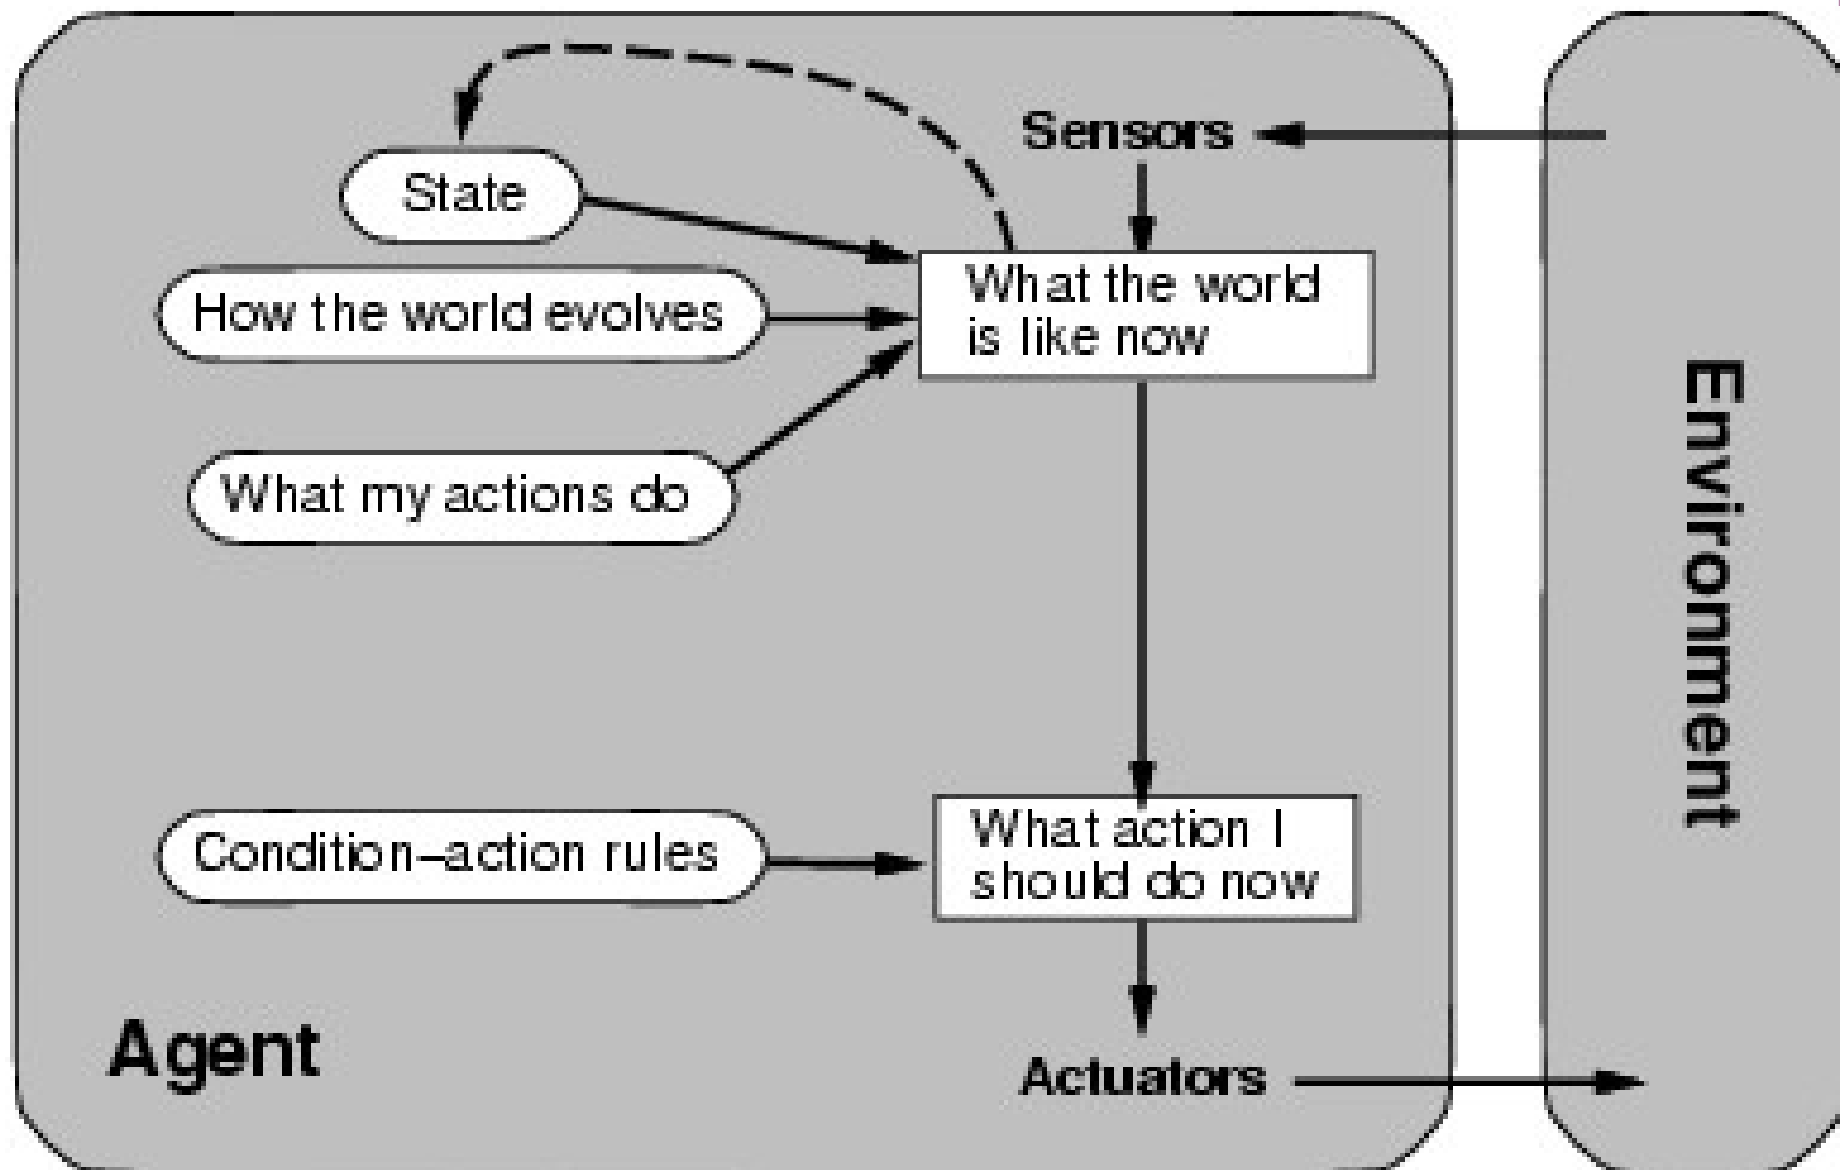 Sensors
State
What the world
is like now
How the world evolves
What my actions do
Environment
Condition–action rules
What action I
should do now
Agent
Actuators